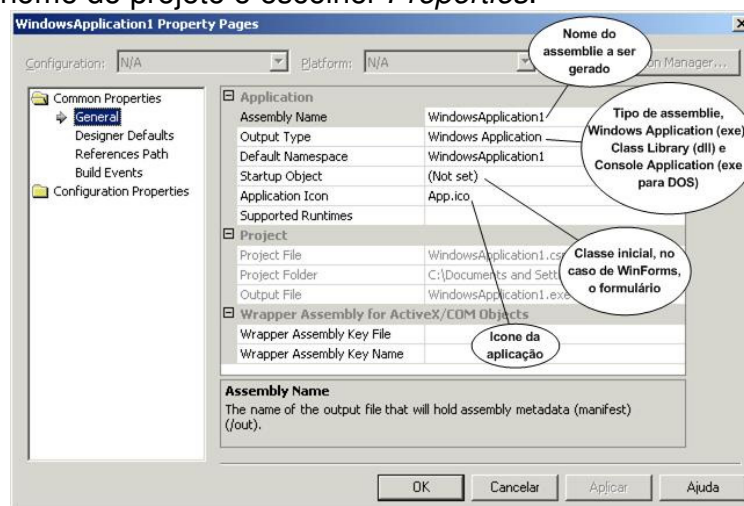 nome do projeto e escolher Properties.
WindowsApplication1 Property Pages
Nome do
assemblie a ser
gerado
Configuration: N/A Platform: N/A on Manager...
Common Properties
General
Designer Defaults
References Path
Build Events
Configuration Properties
Application
Assembly Name WindowsApplication1
Output Type Windows Application
Default Namespace WindowsApplication1
Startup Object (Not set)
Application Icon App.ico
Supported Runtimes
Tipo de assemblie,
Windows Application (exe)
Class Library (dll) e
Console Application (exe
para DOS)
Project
Project File WindowsApplication1.cs
Project Folder C:\Documents and Sett
Output File WindowsApplication1.exe
Classe inicial, no
caso de WinForms,
o formulário
Wrapper Assembly for ActiveX/COM Objects
Wrapper Assembly Key File
Wrapper Assembly Key Name
Icone da
aplicação
Assembly Name
The name of the output file that will hold assembly metadata (manifest)
(/out).
OK Cancelar Aplicar Ajuda